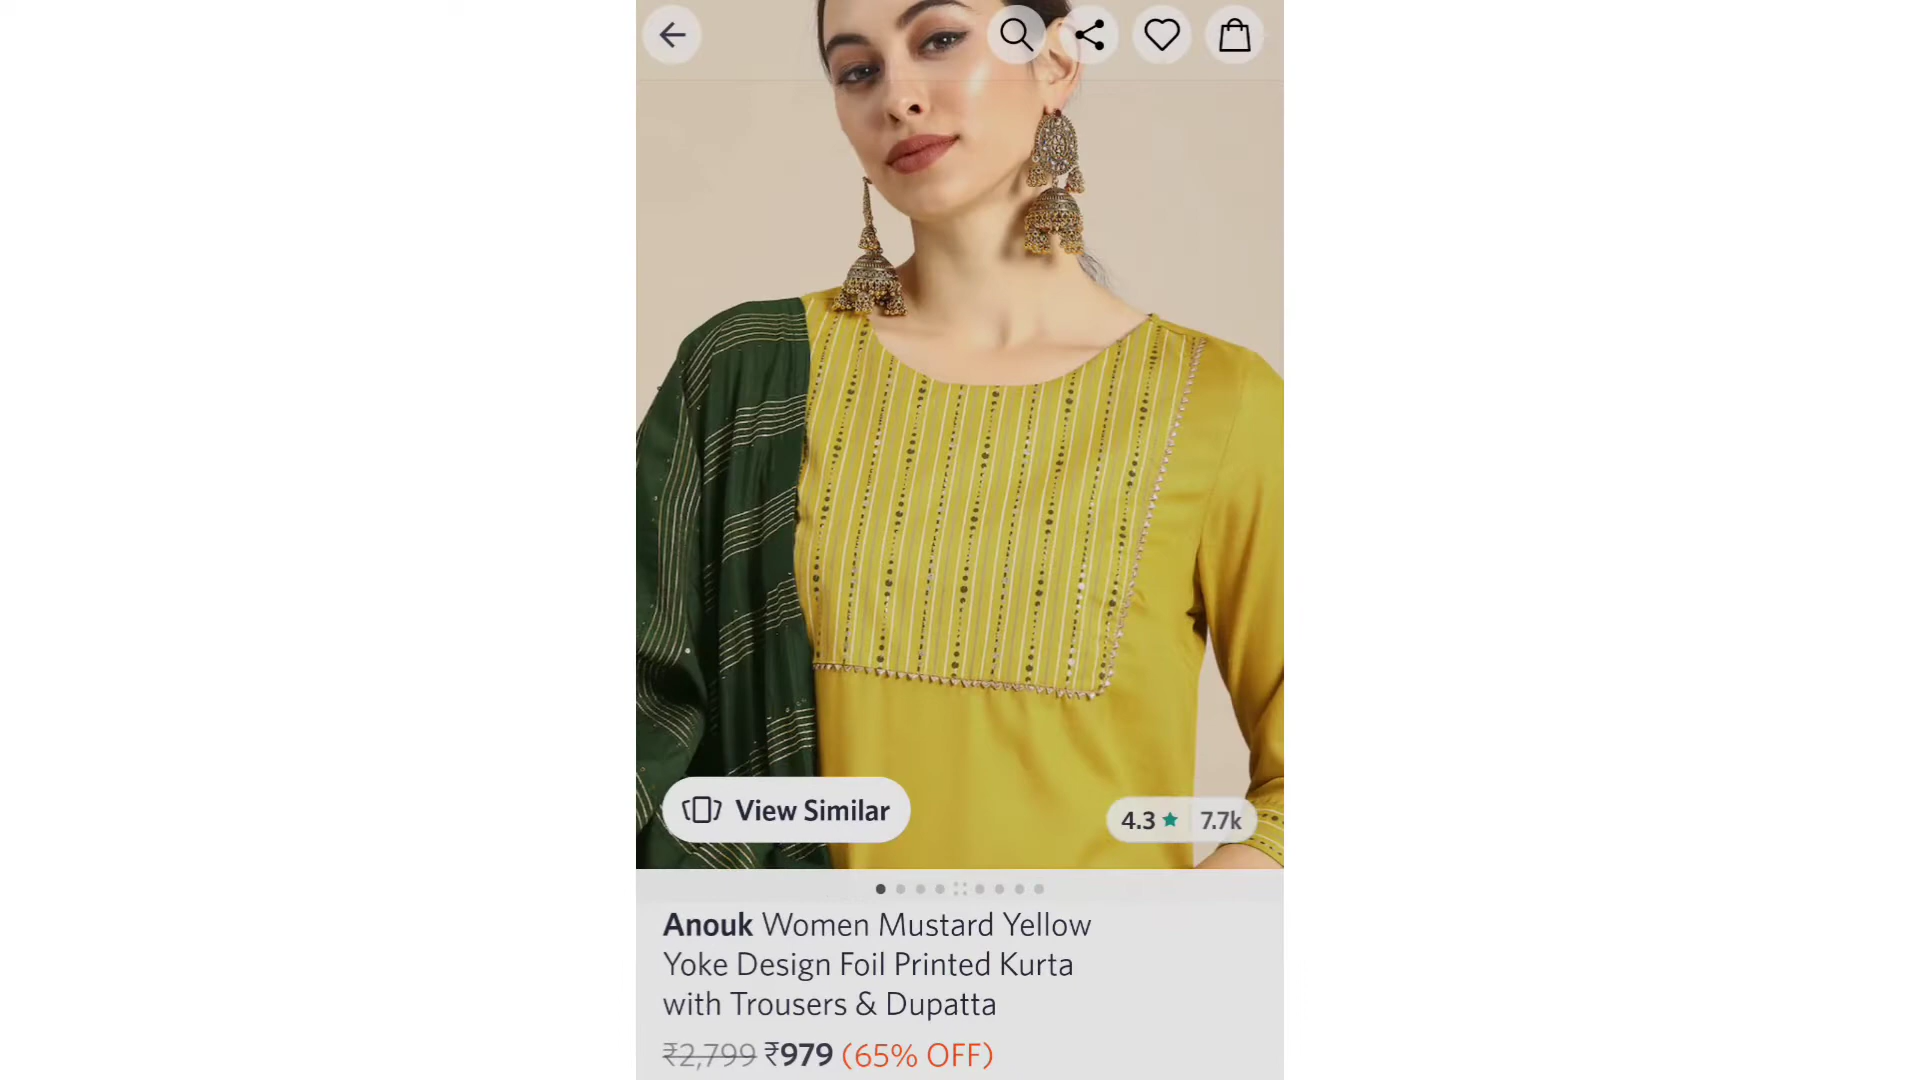 View Similar
4.3 ★ 7.7k
Anouk Women Mustard Yellow
Yoke Design Foil Printed Kurta
with Trousers & Dupatta
₹2,799 ₹979 (65% OFF)